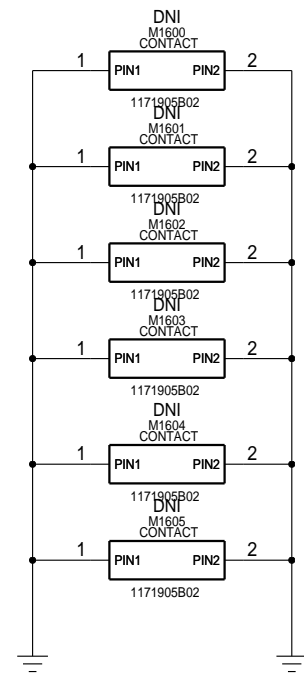 DNI
M1600
CONTACT
1 PIN1 PIN2 2
1171905B02
DNI
M1601
CONTACT
1 PIN1 PIN2 2
1171905B02
DNI
M1602
CONTACT
1 PIN1 PIN2 2
1171905B02
DNI
M1603
CONTACT
1 PIN1 PIN2 2
1171905B02
DNI
M1604
CONTACT
1 PIN1 PIN2 2
1171905B02
DNI
M1605
CONTACT
1 PIN1 PIN2 2
1171905B02